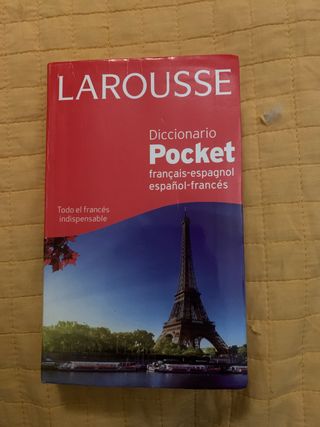 LAROUSSE
Diccionario
Pocket
français-espagnol
español-francés
Todo el francés
indispensable